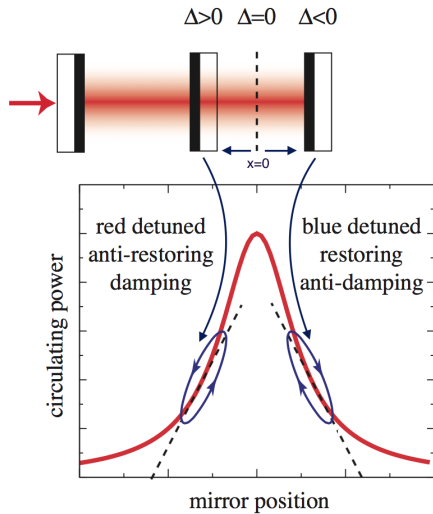 Δ>0 Δ=0 Δ<0
x=0
red detuned
anti-restoring
damping
blue detuned
restoring
anti-damping
circulating power
mirror position